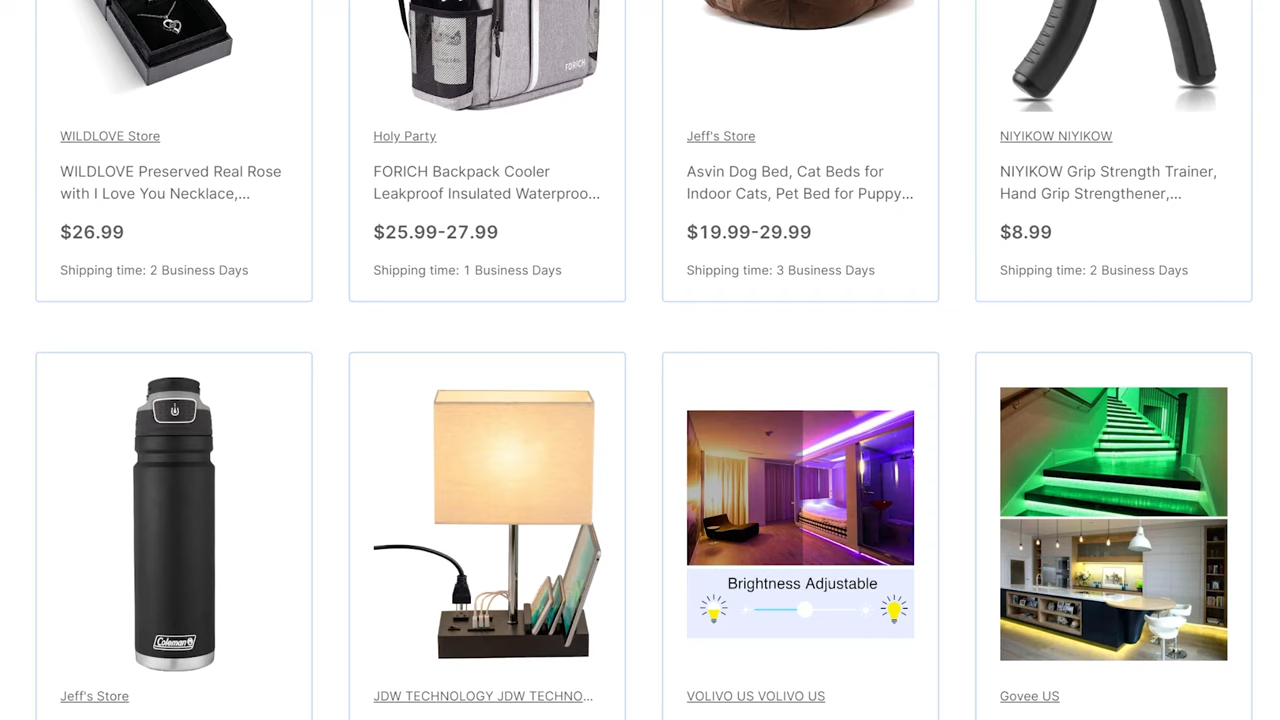 FORICH
WILDLOVE Store
WILDLOVE Preserved Real Rose
with I Love You Necklace,...
$26.99
Shipping time: 2 Business Days
Holy Party
FORICH Backpack Cooler
Leakproof Insulated Waterproo...
$25.99-27.99
Shipping time: 1 Business Days
Jeff's Store
Asvin Dog Bed, Cat Beds for
Indoor Cats, Pet Bed for Puppy...
$19.99-29.99
Shipping time: 3 Business Days
NIYIKOW NIYIKOW
NIYIKOW Grip Strength Trainer,
Hand Grip Strengthener,...
$8.99
Shipping time: 2 Business Days
Coleman
Jeff's Store
JDW TECHNOLOGY JDW TECHNO...
Brightness Adjustable
VOLIVO US VOLIVO US
Govee US